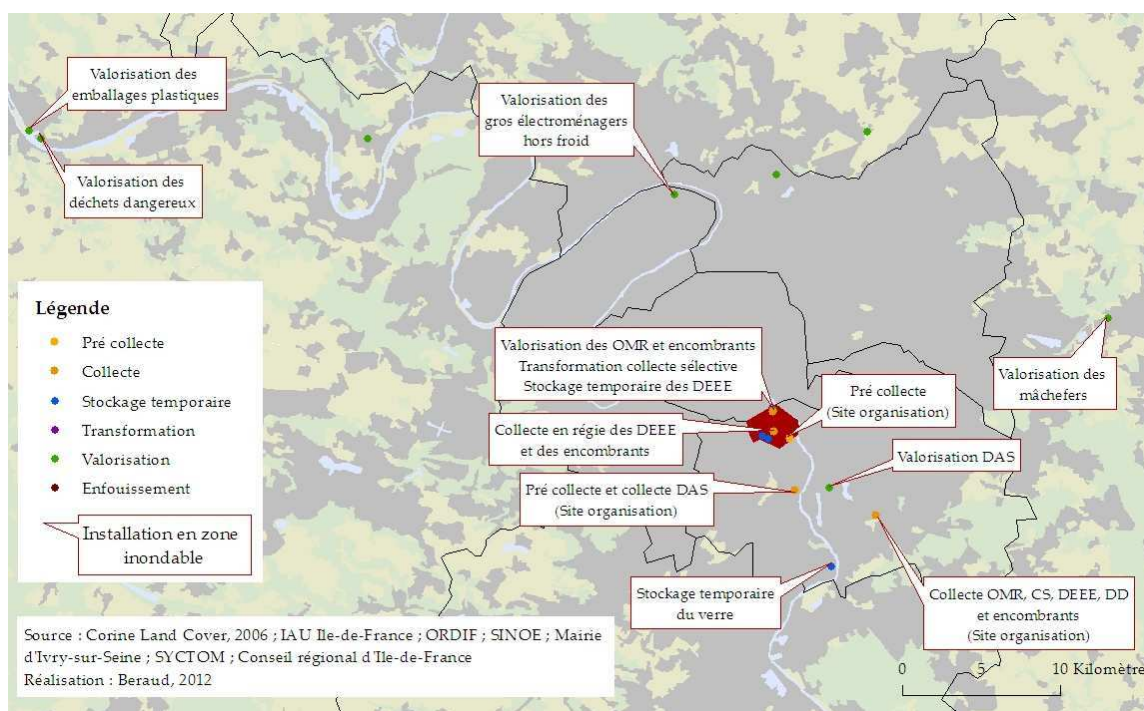 Valorisation des
emballages plastiques
Valorisation des
déchets dangereux
Valorisation des
gros électroménagers
hors froid
Légende
Pré collecte
Collecte
Stockage temporaire
Transformation
Valorisation
Enfouissement
Installation en zone
inondable
Valorisation des OMR et encombrants
Transformation collecte sélective
Stockage temporaire des DEEE
Pré collecte
(Site organisation)
Valorisation des
mâchefers
Collecte en régie des DEEE
et des encombrants
Valorisation DAS
Pré collecte et collecte DAS
(Site organisation)
Stockage temporaire
du verre
Collecte OMR, CS, DEEE, DD
et encombrants
(Site organisation)
Source : Corine Land Cover, 2006 ; IAU Ile-de-France ; ORDIF ; SINOE ; Mairie
d'Ivry-sur-Seine ; SYCTOM ; Conseil régional d'Ile-de-France
Réalisation : Beraud, 2012
0 5 10 Kilomètre